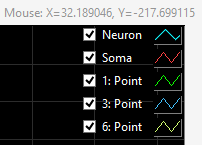 Mouse: X=32.189046, Y=-217.699115
Neuron
Soma
1: Point
3: Point
6: Point